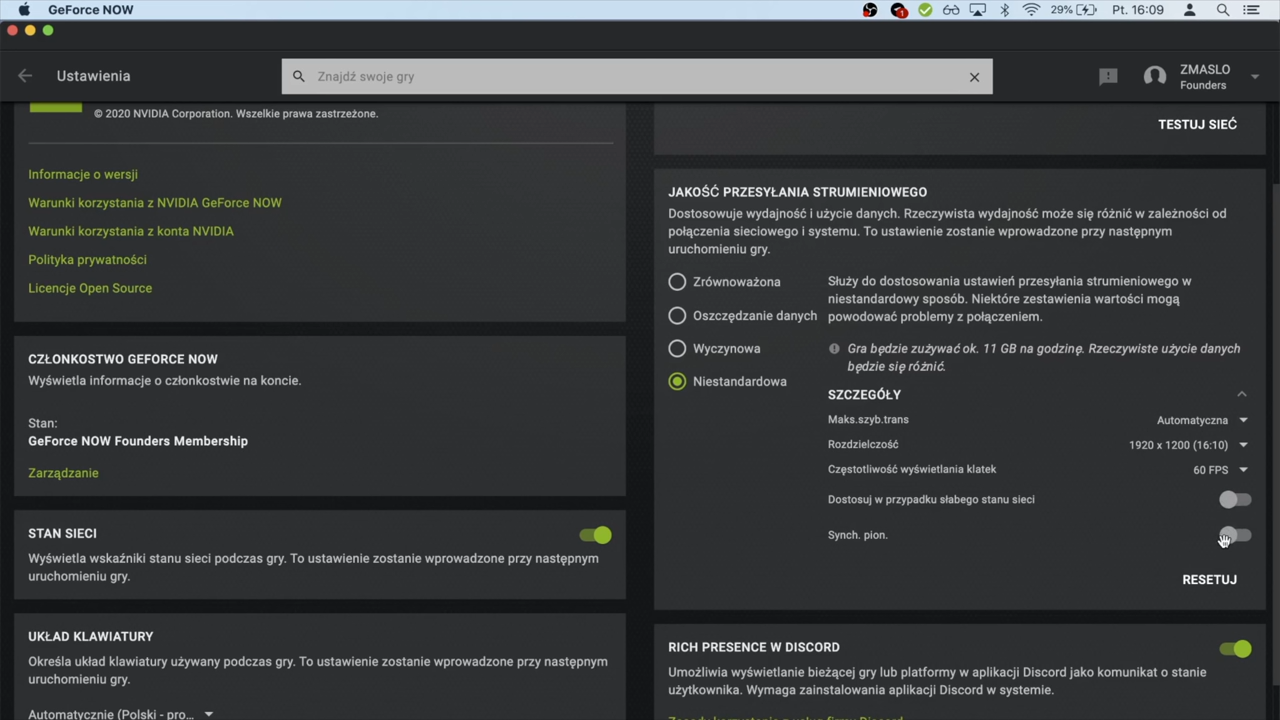 GeForce NOW
1
29%
Pt. 16:09
Ustawienia
Znajdź swoje gry
ZMASLO
Founders
© 2020 NVIDIA Corporation. Wszelkie prawa zastrzeżone.
Informacje o wersji
Warunki korzystania z NVIDIA GeForce NOW
Warunki korzystania z konta NVIDIA
Polityka prywatności
Licencje Open Source
CZŁONKOSTWO GEFORCE NOW
Wyświetla informacje o członkostwie na koncie.
Stan:
GeForce NOW Founders Membership
Zarządzanie
STAN SIECI
Wyświetla wskaźniki stanu sieci podczas gry. To ustawienie zostanie wprowadzone przy następnym
uruchomieniu gry.
UKŁAD KLAWIATURY
Określa układ klawiatury używany podczas gry. To ustawienie zostanie wprowadzone przy następnym
uruchomieniu gry.
Automatycznie (Polski - pro...
TESTUJ SIEĆ
JAKOŚĆ PRZESYŁANIA STRUMIENIOWEGO
Dostosowuje wydajność i użycie danych. Rzeczywista wydajność może się różnić w zależności od
połączenia sieciowego i systemu. To ustawienie zostanie wprowadzone przy następnym
uruchomieniu gry.
Zrównoważona
Oszczędzanie danych
Wyczynowa
Niestandardowa
Służy do dostosowania ustawień przesyłania strumieniowego w
niestandardowy sposób. Niektóre zestawienia wartości mogą
powodować problemy z połączeniem.
Gra będzie zużywać ok. 11 GB na godzinę. Rzeczywiste użycie danych
będzie się różnić.
SZCZEGÓŁY
Maks.szyb.trans Automatyczna
Rozdzielczość 1920 x 1200 (16:10)
Częstotliwość wyświetlania klatek 60 FPS
Dostosuj w przypadku słabego stanu sieci
Synch. pion.
RESETUJ
RICH PRESENCE W DISCORD
Umożliwia wyświetlanie bieżącej gry lub platformy w aplikacji Discord jako komunikat o stanie
użytkownika. Wymaga zainstalowania aplikacji Discord w systemie.